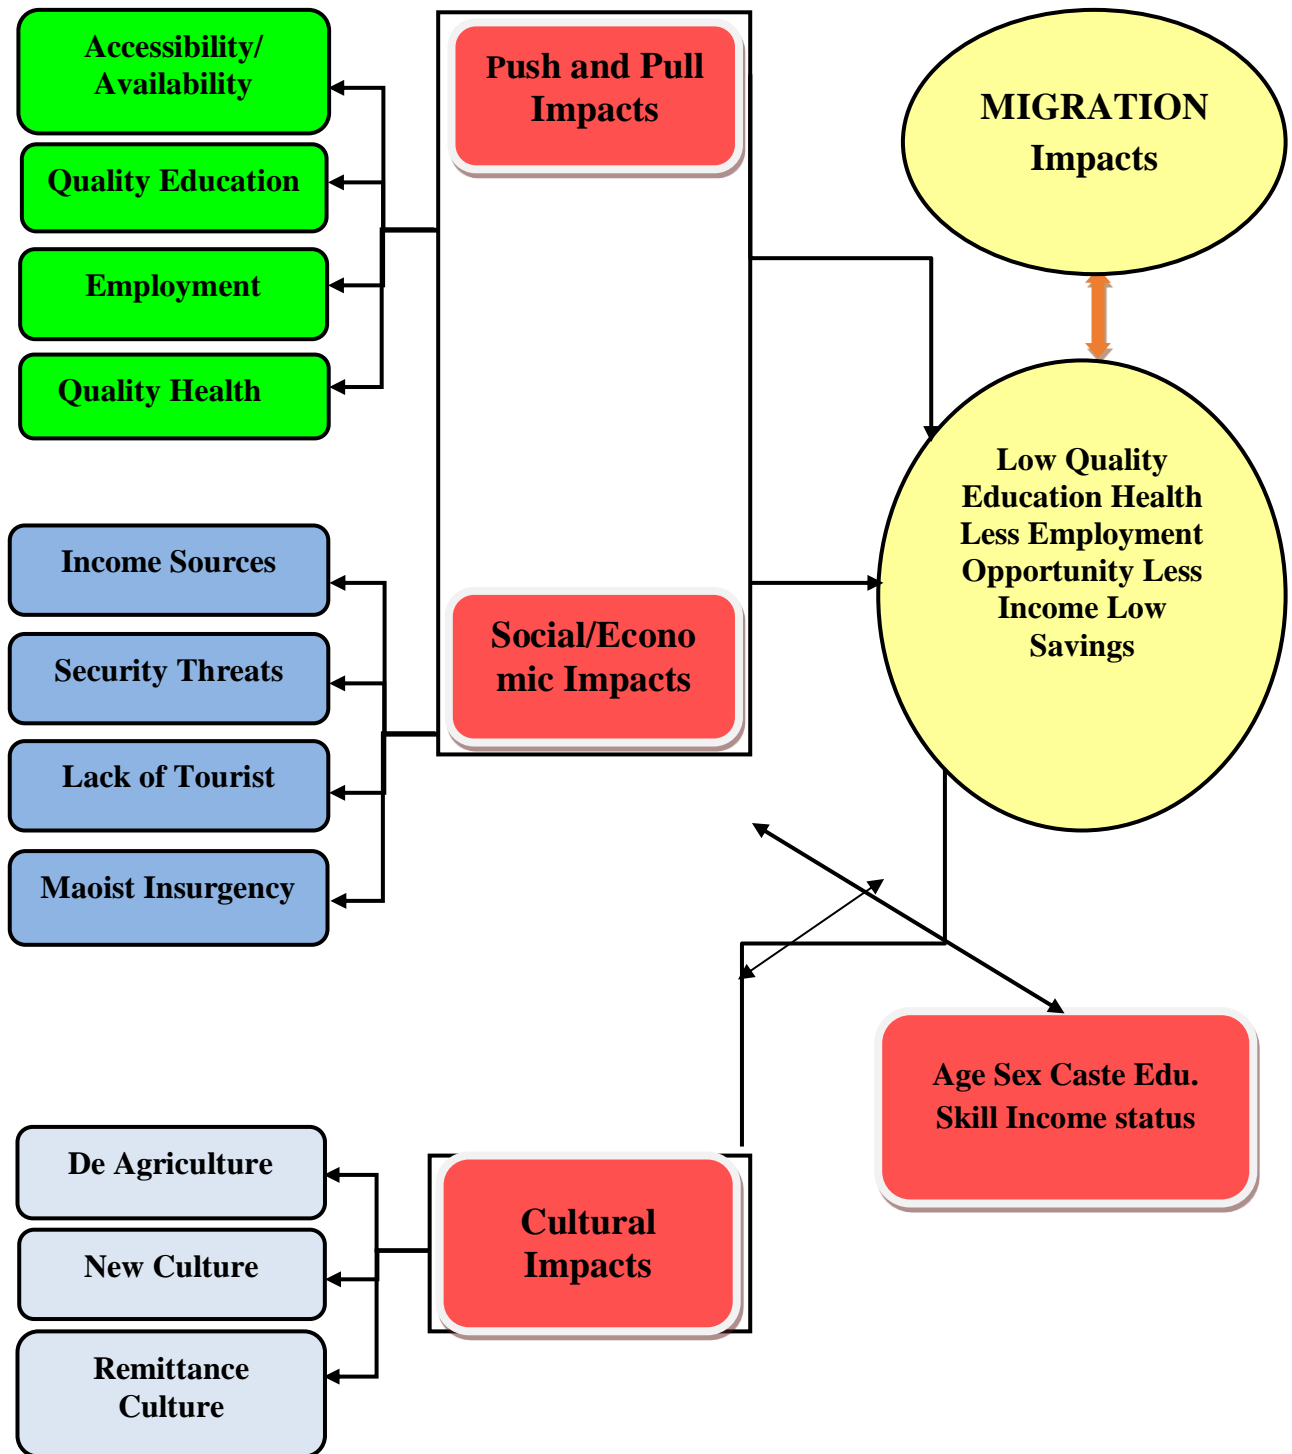 Accessibility/
Availability
Quality Education
Employment
Quality Health
Push and Pull
Impacts
MIGRATION
Impacts
Low Quality
Education Health
Less Employment
Opportunity Less
Income Low
Savings
Income Sources
Security Threats
Lack of Tourist
Maoist Insurgency
Social/Econo
mic Impacts
Age Sex Caste Edu.
Skill Income status
De Agriculture
New Culture
Remittance
Culture
Cultural
Impacts